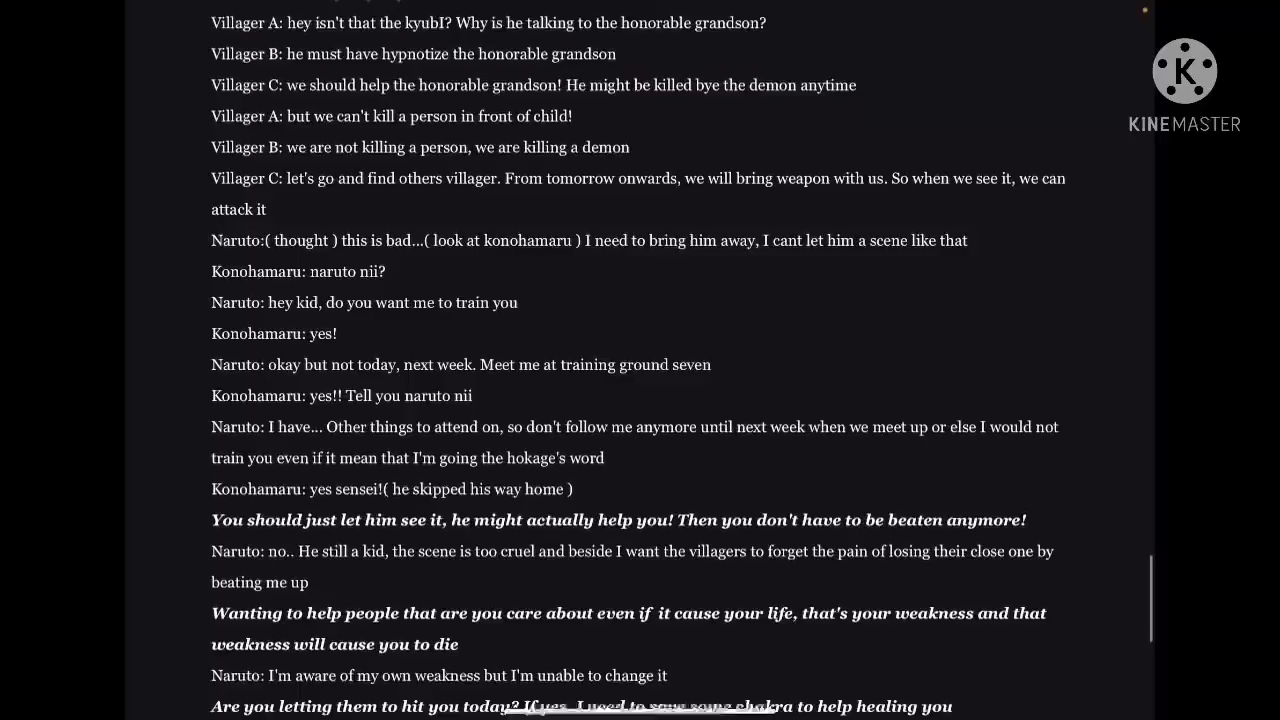 Villager A: hey isn't that the kyubI? Why is he talking to the honorable grandson?
Villager B: he must have hypnotize the honorable grandson
Villager C: we should help the honorable grandson! He might be killed bye the demon anytime
Villager A: but we can't kill a person in front of child!
Villager B: we are not killing a person, we are killing a demon
Villager C: let's go and find others villager. From tomorrow onwards, we will bring weapon with us. So when we see it, we can
attack it
Naruto:( thought ) this is bad...( look at konohamaru ) I need to bring him away, I cant let him a scene like that
Konohamaru: naruto nii?
Naruto: hey kid, do you want me to train you
Konohamaru: yes!
Naruto: okay but not today, next week. Meet me at training ground seven
Konohamaru: yes!! Tell you naruto nii
Naruto: I have... Other things to attend on, so don't follow me anymore until next week when we meet up or else I would not
train you even if it mean that I'm going the hokage's word
Konohamaru: yes sensei!( he skipped his way home )
You should just let him see it, he might actually help you! Then you don't have to be beaten anymore!
Naruto: no.. He still a kid, the scene is too cruel and beside I want the villagers to forget the pain of losing their close one by
beating me up
Wanting to help people that are you care about even if it cause your life, that's your weakness and that
weakness will cause you to die
Naruto: I'm aware of my own weakness but I'm unable to change it
Are you letting them to hit you today? If yes, I need to save some chakra to help healing you
K
KINEMASTER